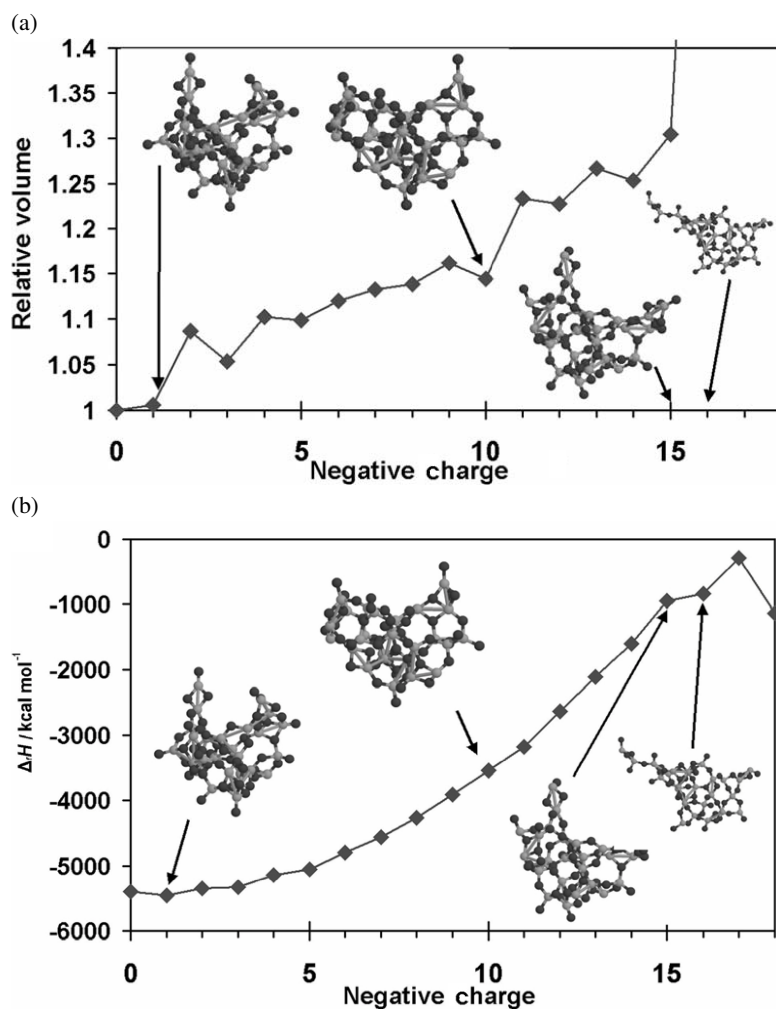 (a)
1.4
1.35
1.3
1.25
1.2
1.15
1.1
1.05
1
Relative volume
0 5 10 15
Negative charge
(b)
0
-1000
-2000
-3000
-4000
-5000
-6000
ΔᵣH / kcal mol⁻¹
0 5 10 15
Negative charge